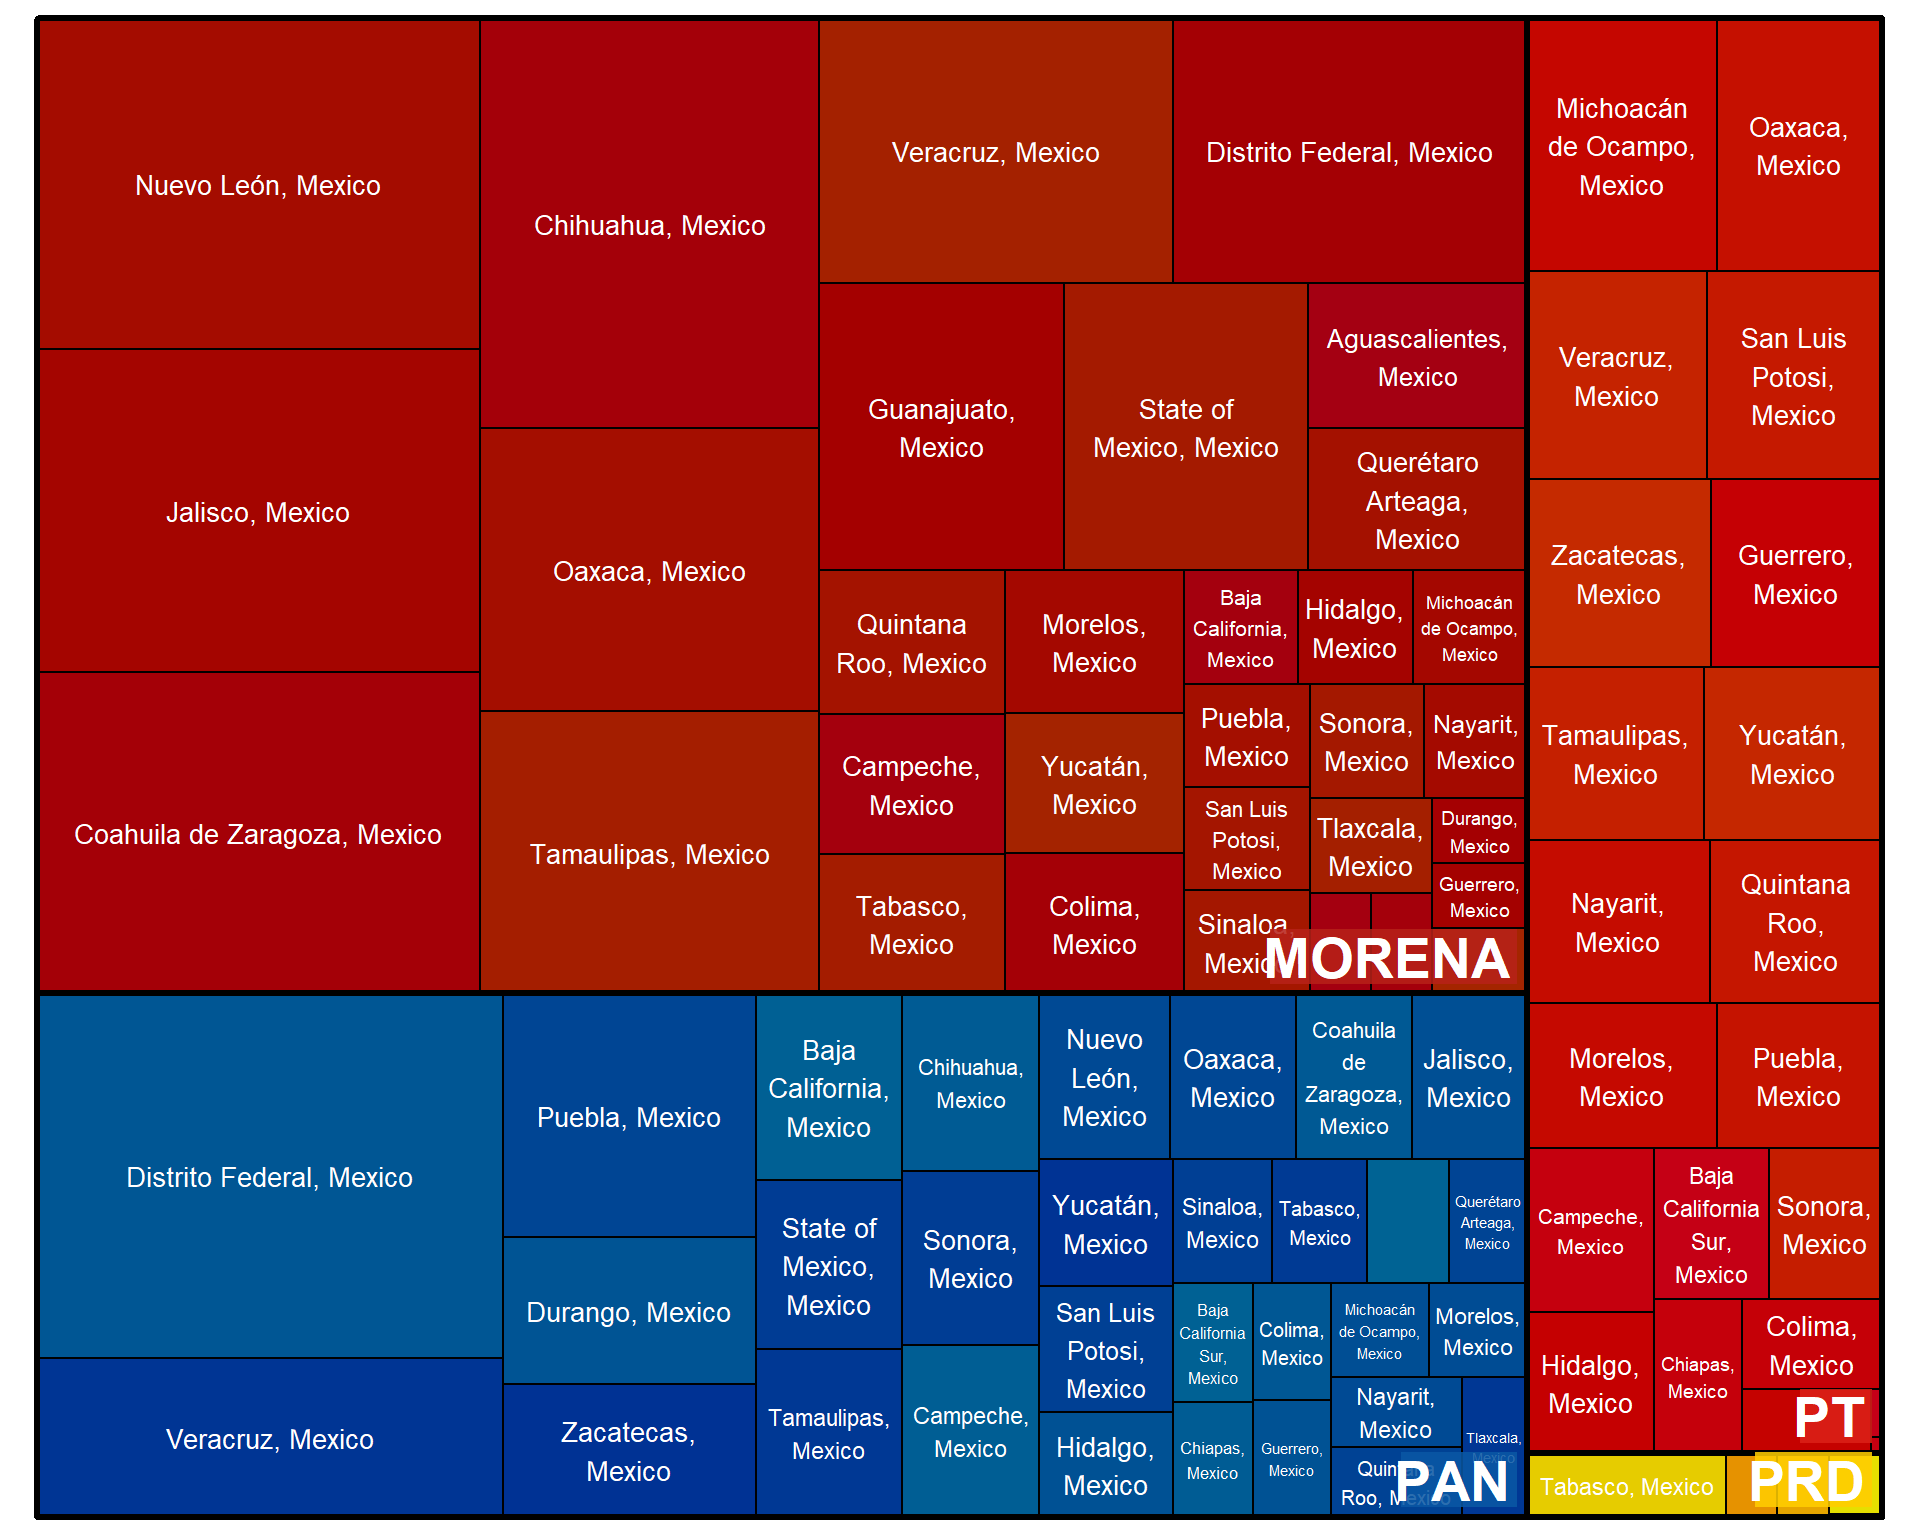 Nuevo León, Mexico
Jalisco, Mexico
Coahuila de Zaragoza, Mexico
Chihuahua, Mexico
Oaxaca, Mexico
Tamaulipas, Mexico
Veracruz, Mexico
Distrito Federal, Mexico
Guanajuato,
Mexico
State of
Mexico, Mexico
Aguascalientes,
Mexico
Querétaro
Arteaga,
Mexico
Quintana
Roo, Mexico
Morelos,
Mexico
Campeche,
Mexico
Yucatán,
Mexico
Tabasco,
Mexico
Colima,
Mexico
Baja
California,
Mexico
Hidalgo,
Mexico
Michoacán
de Ocampo,
Mexico
Puebla,
Mexico
Sonora,
Mexico
Nayarit,
Mexico
San Luis
Potosi,
Mexico
Tlaxcala,
Mexico
Durango,
Mexico
Guerrero,
Mexico
Sinaloa,
Mexico
MORENA
Distrito Federal, Mexico
Veracruz, Mexico
Puebla, Mexico
Durango, Mexico
Zacatecas,
Mexico
Baja
California,
Mexico
State of
Mexico,
Mexico
Tamaulipas,
Mexico
Chihuahua,
Mexico
Sonora,
Mexico
Campeche,
Mexico
Nuevo
León,
Mexico
Oaxaca,
Mexico
Coahuila
de
Zaragoza,
Mexico
Jalisco,
Mexico
Yucatán,
Mexico
San Luis
Potosi,
Mexico
Hidalgo,
Mexico
Sinaloa,
Mexico
Tabasco,
Mexico
Querétaro
Arteaga,
Mexico
Baja
California
Sur,
Mexico
Colima,
Mexico
Michoacán
de Ocampo,
Mexico
Morelos,
Mexico
Chiapas,
Mexico
Guerrero,
Mexico
Nayarit,
Mexico
Quintana
Roo, Mexico
Tlaxcala,
Mexico
PAN
Michoacán
de Ocampo,
Mexico
Oaxaca,
Mexico
Veracruz,
Mexico
San Luis
Potosi,
Mexico
Zacatecas,
Mexico
Guerrero,
Mexico
Tamaulipas,
Mexico
Yucatán,
Mexico
Nayarit,
Mexico
Quintana
Roo,
Mexico
Morelos,
Mexico
Puebla,
Mexico
Campeche,
Mexico
Baja
California
Sur,
Mexico
Sonora,
Mexico
Hidalgo,
Mexico
Chiapas,
Mexico
Colima,
Mexico
PT
Tabasco, Mexico
PRD